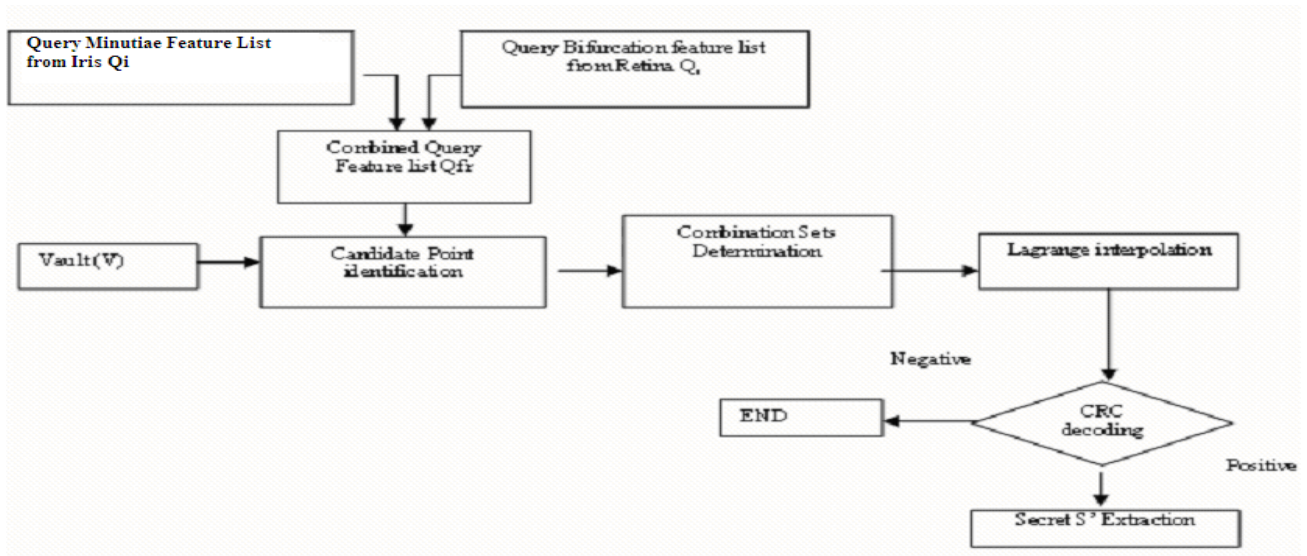 Query Minutiae Feature List
from Iris Qi
Query Bifurcation feature list
from Retina Qr
Combined Query
Feature list Qfr
Vault(V)
Candidate Point
identification
Combination Sets
Determination
Lagrange interpolation
Negative
END
CRC
decoding
Positive
Secret S’ Extraction